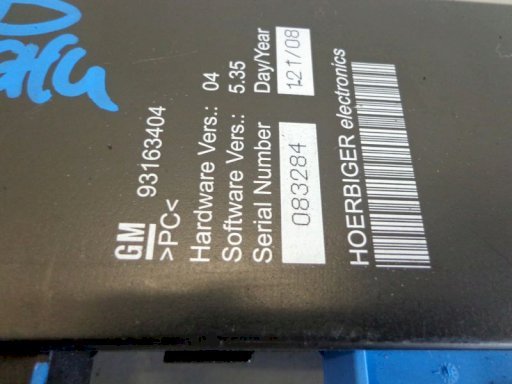 GM 93163404
>PC<
Hardware Vers.: 04
Software Vers.: 5.35
Serial Number Day/Year
083284 121/08
HOERBIGER electronics